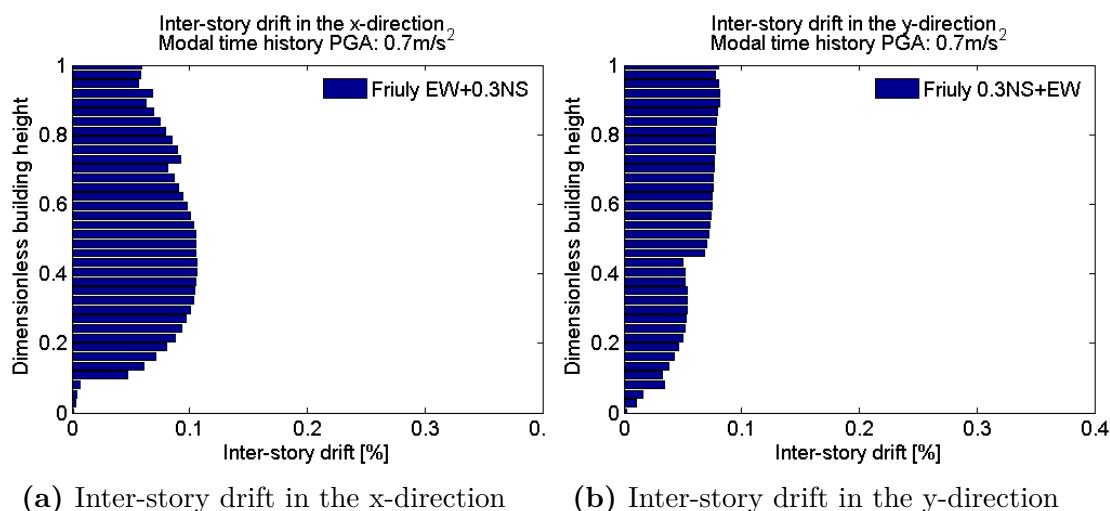 Inter-story drift in the x-direction
Modal time history PGA: 0.7m/s²
Friuly EW+0.3NS
Dimensionless building height
1
0.8
0.6
0.4
0.2
0
0
0.1
0.2
0.3
0.
Inter-story drift [%]
(a) Inter-story drift in the x-direction
Inter-story drift in the y-direction
Modal time history PGA: 0.7m/s²
Friuly 0.3NS+EW
Dimensionless building height
1
0.8
0.6
0.4
0.2
0
0
0.1
0.2
0.3
0.4
Inter-story drift [%]
(b) Inter-story drift in the y-direction